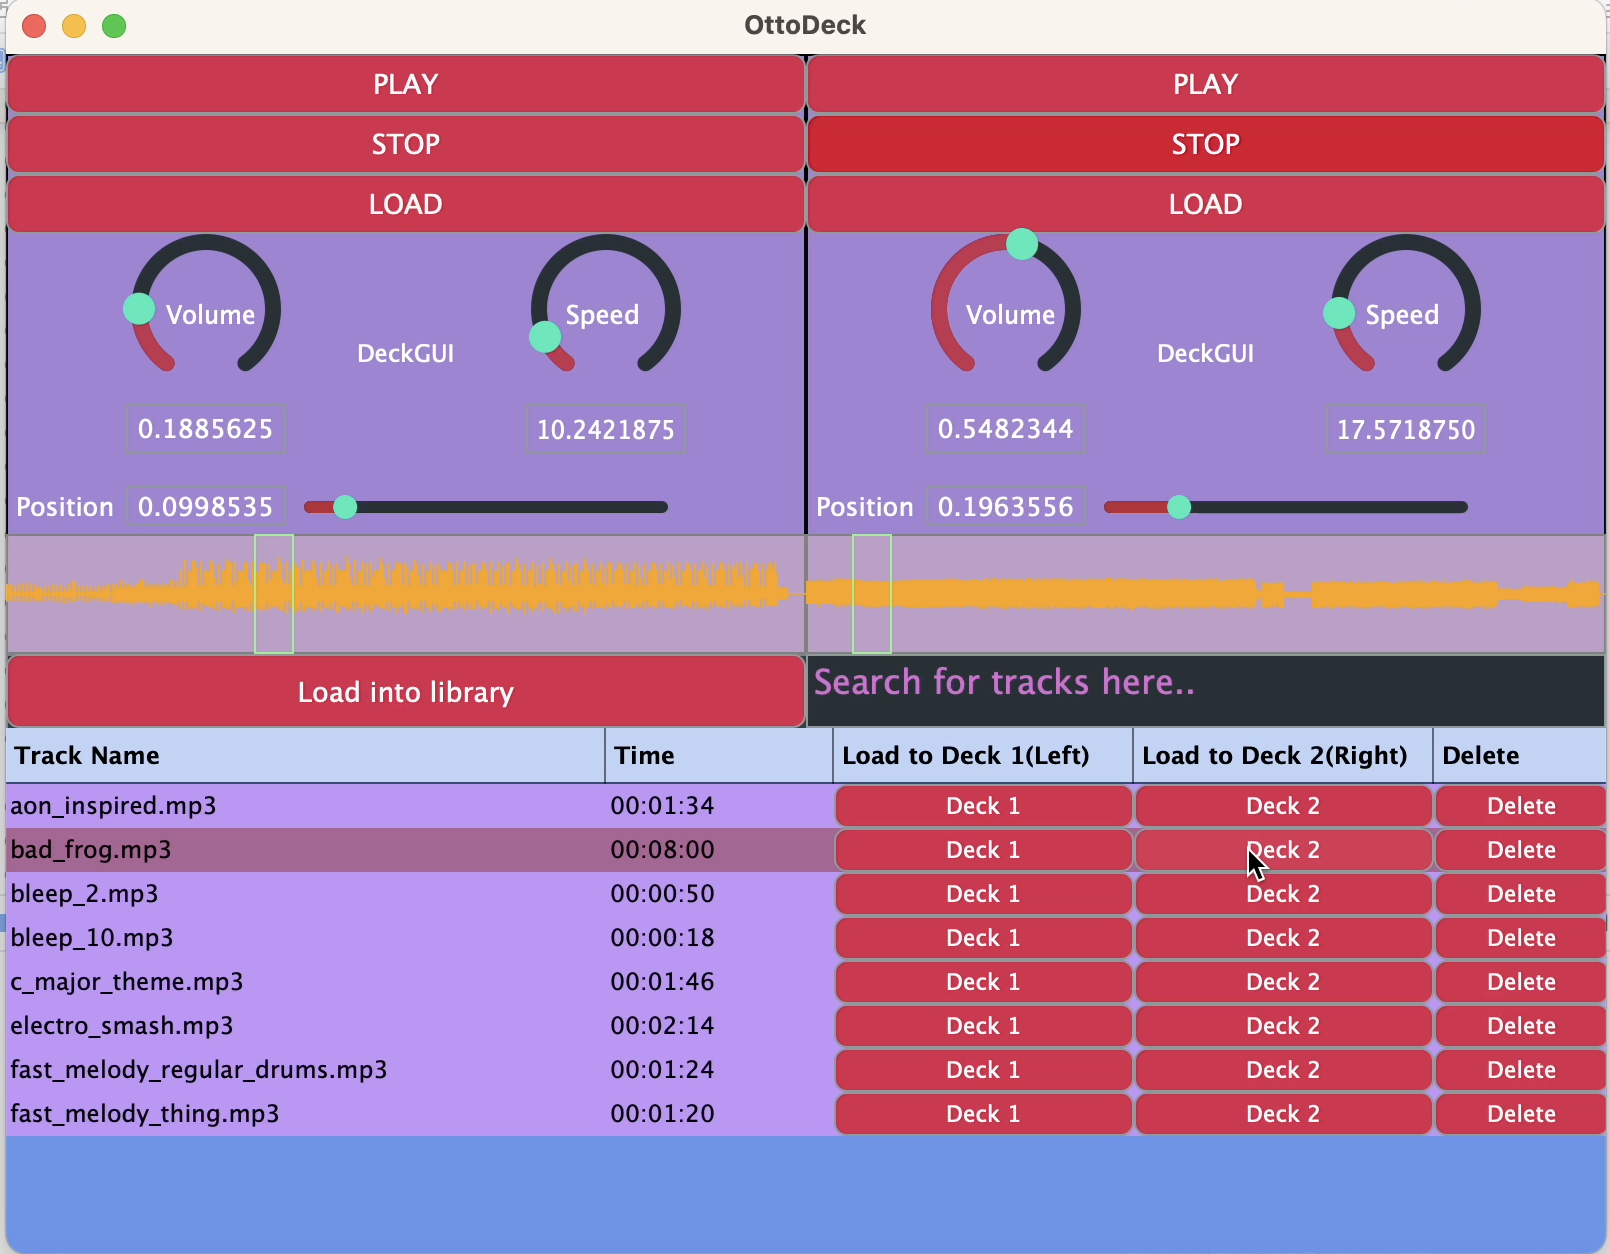 OttoDeck
PLAY
STOP
LOAD
Volume
Speed
DeckGUI
0.1885625
10.2421875
Position 0.0998535
PLAY
STOP
LOAD
Volume
Speed
DeckGUI
0.5482344
17.5718750
Position 0.1963556
Load into library
Search for tracks here..
Track Name Time Load to Deck 1(Left) Load to Deck 2(Right) Delete
aon_inspired.mp3 00:01:34 Deck 1 Deck 2 Delete
bad_frog.mp3 00:08:00 Deck 1 Deck 2 Delete
bleep_2.mp3 00:00:50 Deck 1 Deck 2 Delete
bleep_10.mp3 00:00:18 Deck 1 Deck 2 Delete
c_major_theme.mp3 00:01:46 Deck 1 Deck 2 Delete
electro_smash.mp3 00:02:14 Deck 1 Deck 2 Delete
fast_melody_regular_drums.mp3 00:01:24 Deck 1 Deck 2 Delete
fast_melody_thing.mp3 00:01:20 Deck 1 Deck 2 Delete